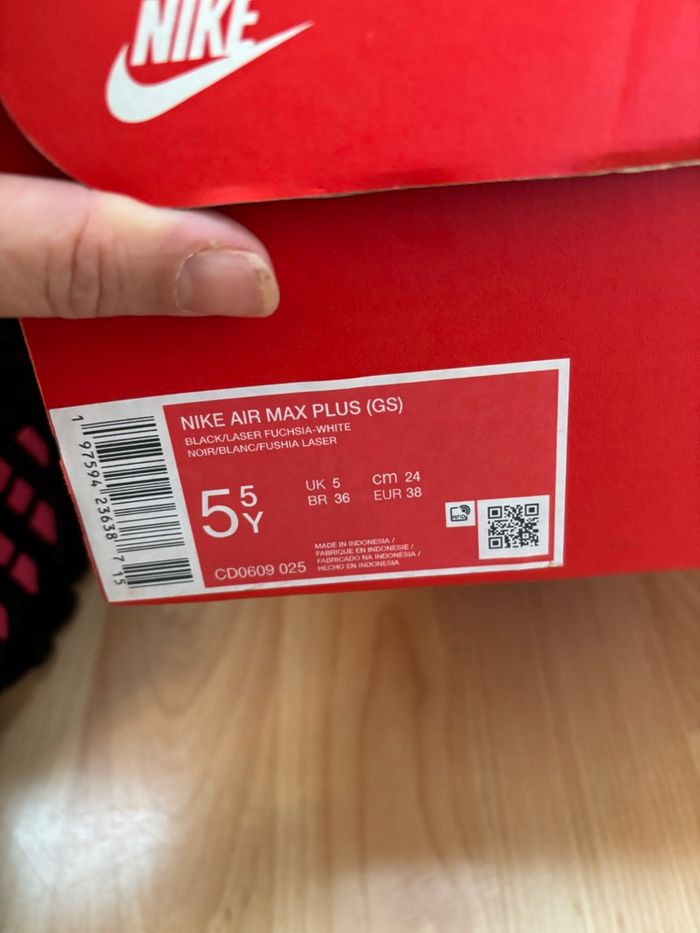 NIKE
NIKE AIR MAX PLUS (GS)
BLACK/LASER FUCHSIA-WHITE
NOIR/BLANC/FUSHIA LASER
5 5 Y
UK 5 cm 24
BR 36 EUR 38
RFID
MADE IN INDONESIA /
FABRIQUE EN INDONESIE /
FABRICADO NA INDONÉSIA /
HECHO EN INDONESIA
CD0609 025
1 97594 23638 7 15